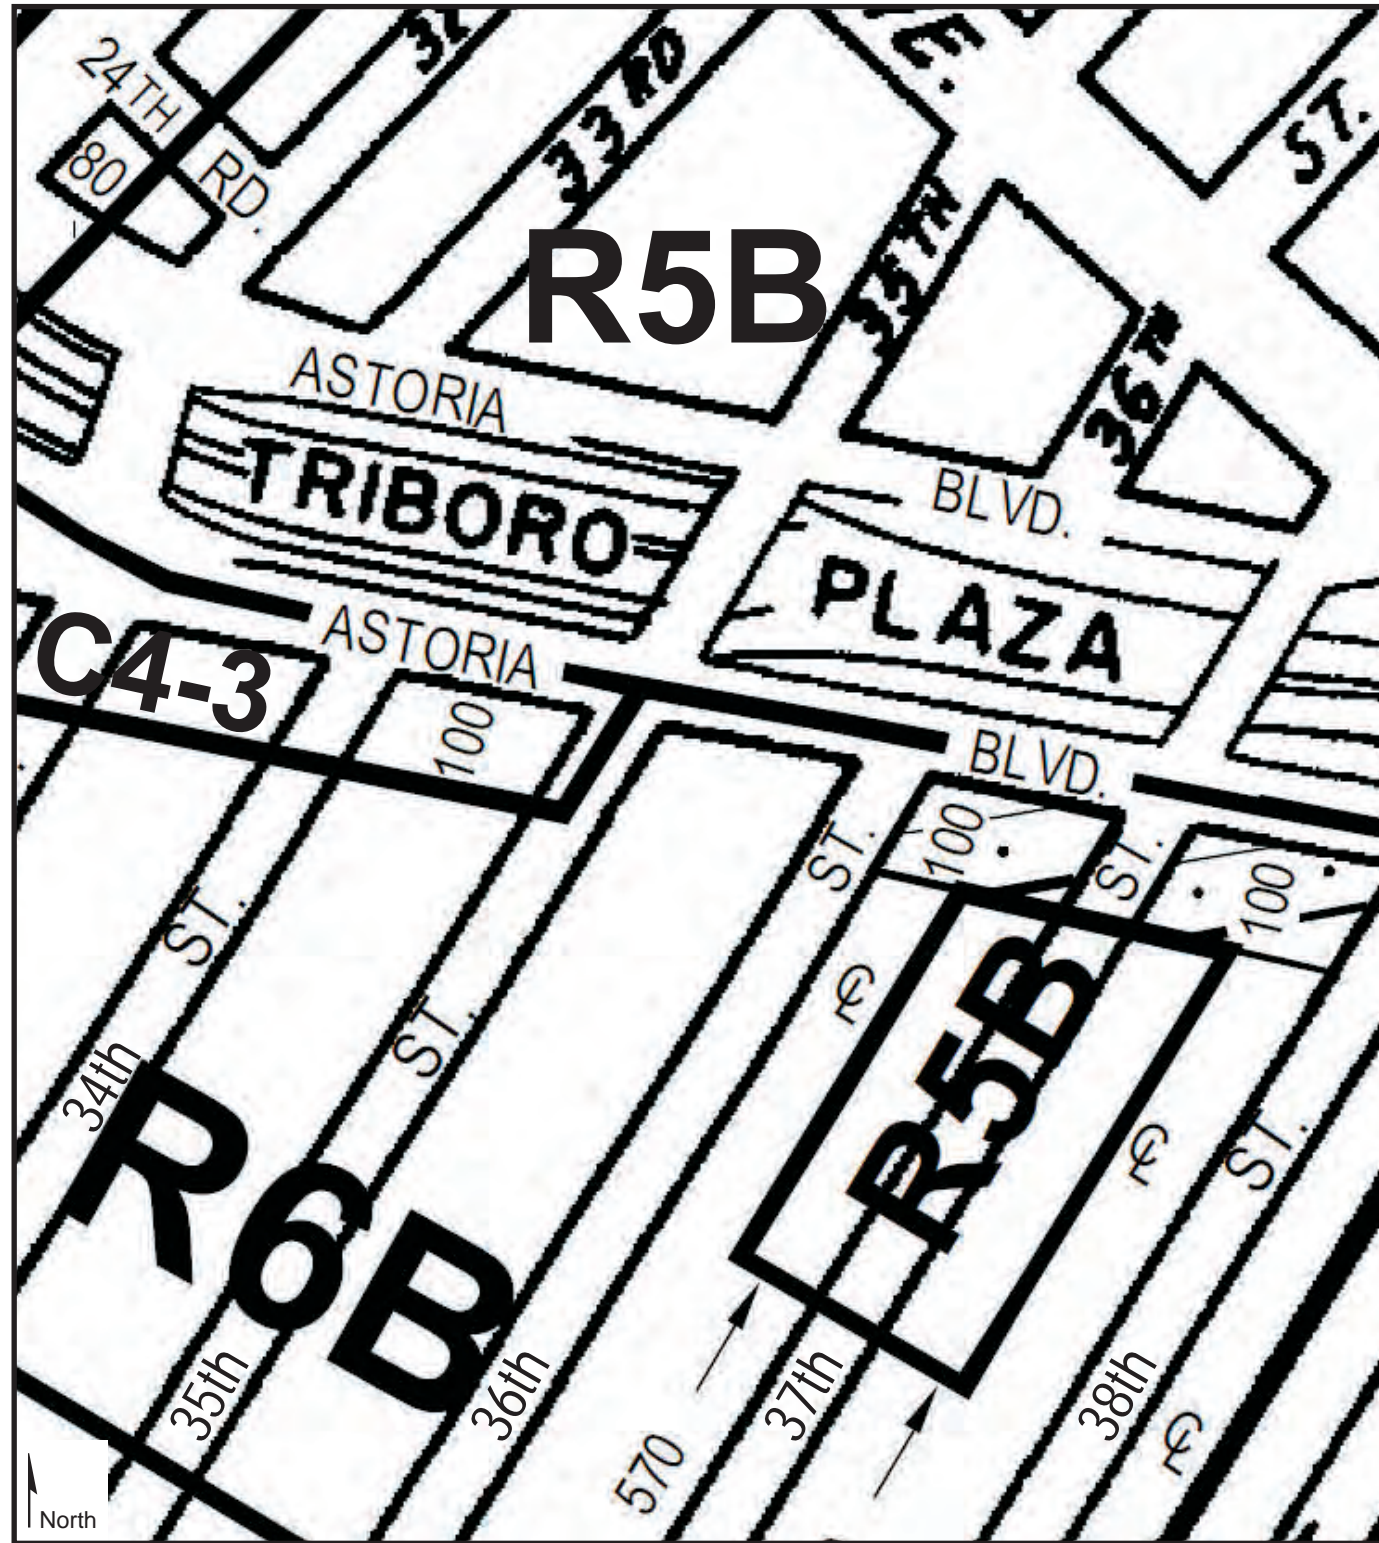 24TH
RD.
80
33RD
ST.
35TH
36TH
R5B
ASTORIA
BLVD.
TRIBORO
PLAZA
ASTORIA
BLVD.
C4-3
100
100
100
ST.
ST.
ST.
ST.
ST.
℄
℄
℄
R5B
R6B
34th
35th
36th
37th
38th
570
North